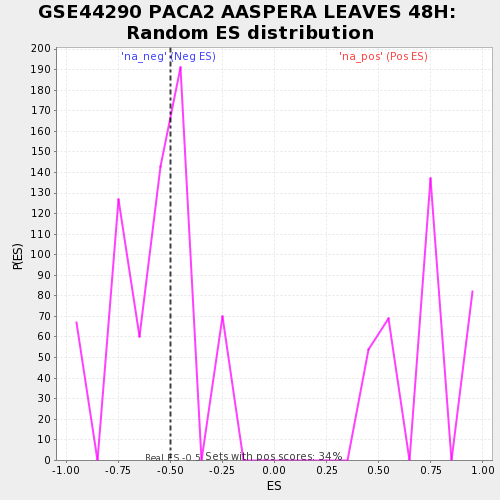 GSE44290 PACA2 AASPERA LEAVES 48H:
Random ES distribution
'na_neg' (Neg ES)
'na_pos' (Pos ES)
200
190
180
170
160
150
140
130
120
110
100
90
80
70
60
50
40
30
20
10
0
P(ES)
Real ES -0.5
Sets with pos scores: 34%
-1.00 -0.75 -0.50 -0.25 0.00 0.25 0.50 0.75 1.00
ES